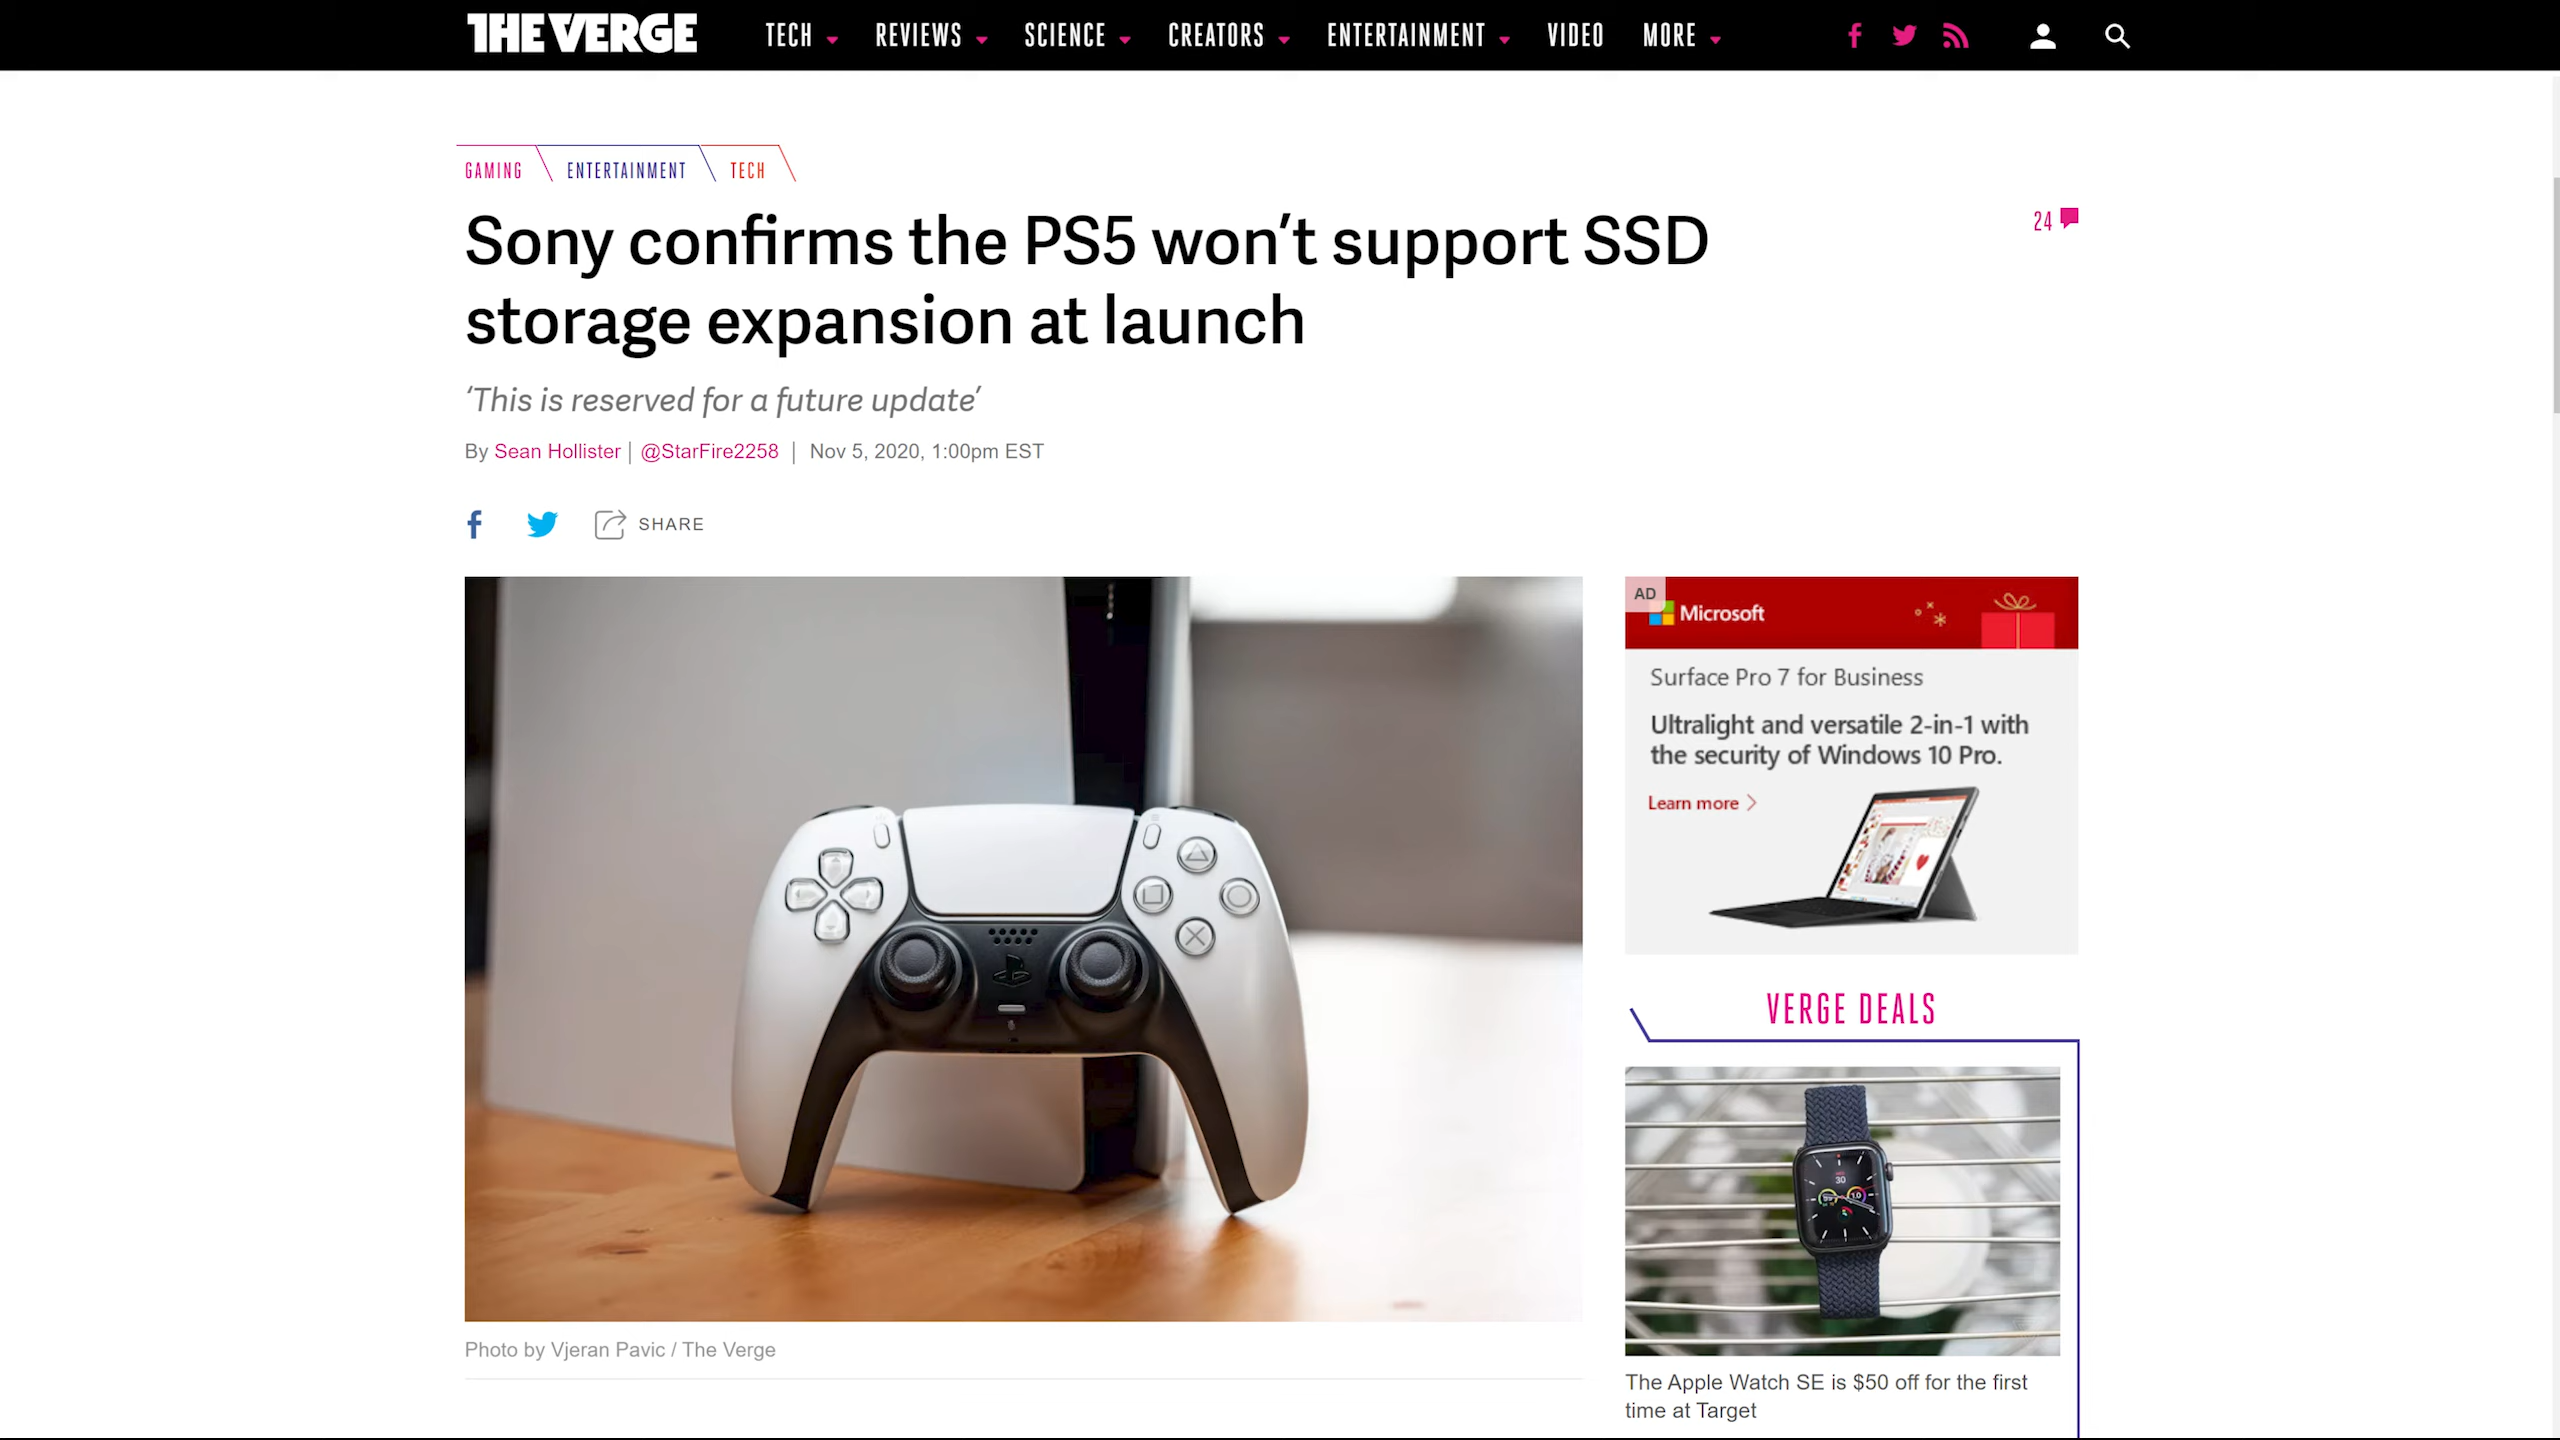 THE VERGE
TECH REVIEWS SCIENCE CREATORS ENTERTAINMENT VIDEO MORE
GAMING ENTERTAINMENT TECH
Sony confirms the PS5 won’t support SSD
storage expansion at launch
24
‘This is reserved for a future update’
By Sean Hollister | @StarFire2258 | Nov 5, 2020, 1:00pm EST
SHARE
AD
Microsoft
Surface Pro 7 for Business
Ultralight and versatile 2-in-1 with
the security of Windows 10 Pro.
Learn more
VERGE DEALS
30
Photo by Vjeran Pavic / The Verge
The Apple Watch SE is $50 off for the first
time at Target